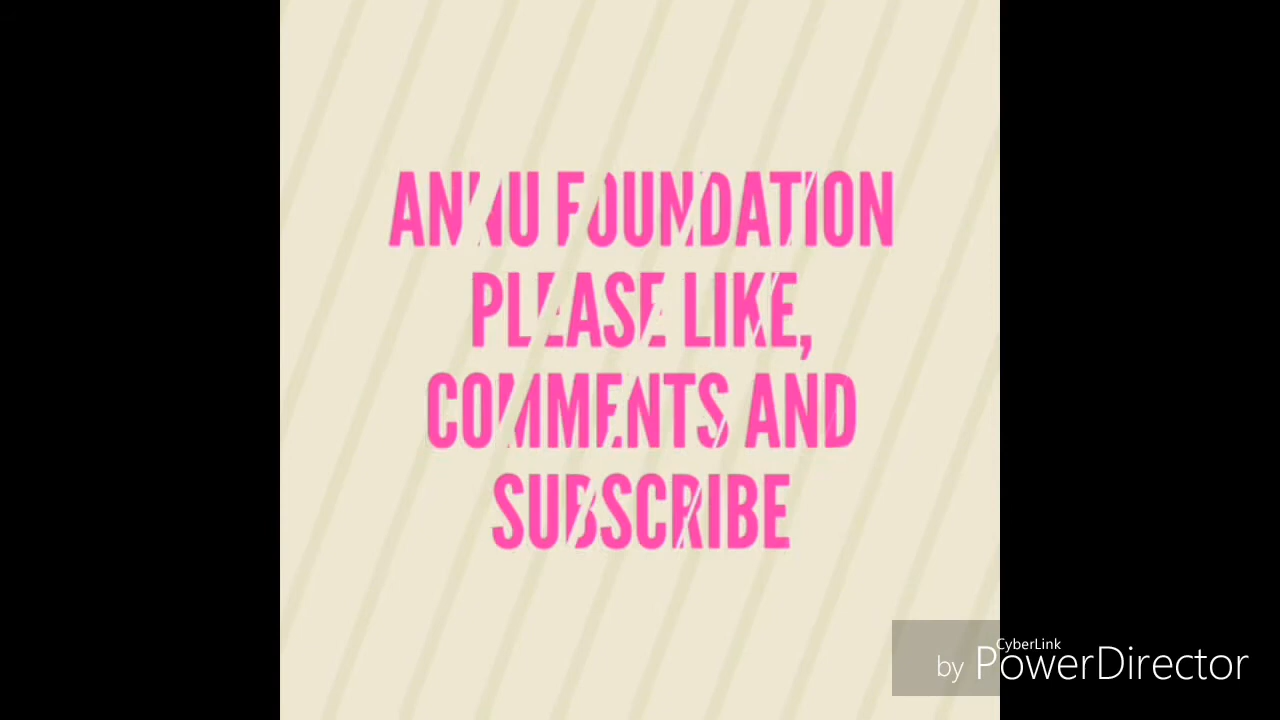 ANNU FOUNDATION
PLEASE LIKE,
COMMENTS AND
SUBSCRIBE
CyberLink
by PowerDirector